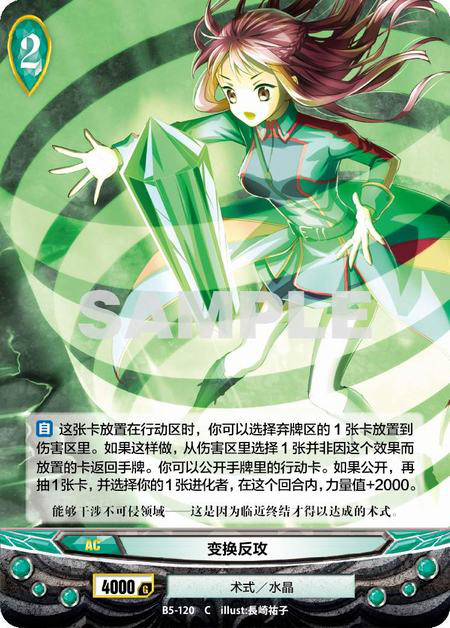 2
SAMPLE
自 这张卡放置在行动区时，你可以选择弃牌区的1张卡放置到
伤害区里。如果这样做，从伤害区里选择1张并非因这个效果而
放置的卡返回手牌。你可以公开手牌里的行动卡。如果公开，再
抽1张卡，并选择你的1张进化者，在这个回合内，力量值+2000。
能够干涉不可侵领域——这是因为临近终结才得以达成的术式。
AC
变换反攻
4000 G
术式／水晶
B5-120 C illust:長崎祐子